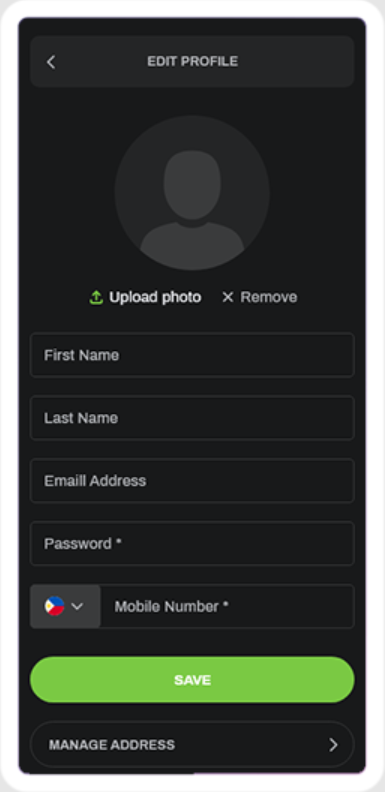 EDIT PROFILE
Upload photo Remove
First Name
Last Name
Emaill Address
Password *
Mobile Number *
SAVE
MANAGE ADDRESS